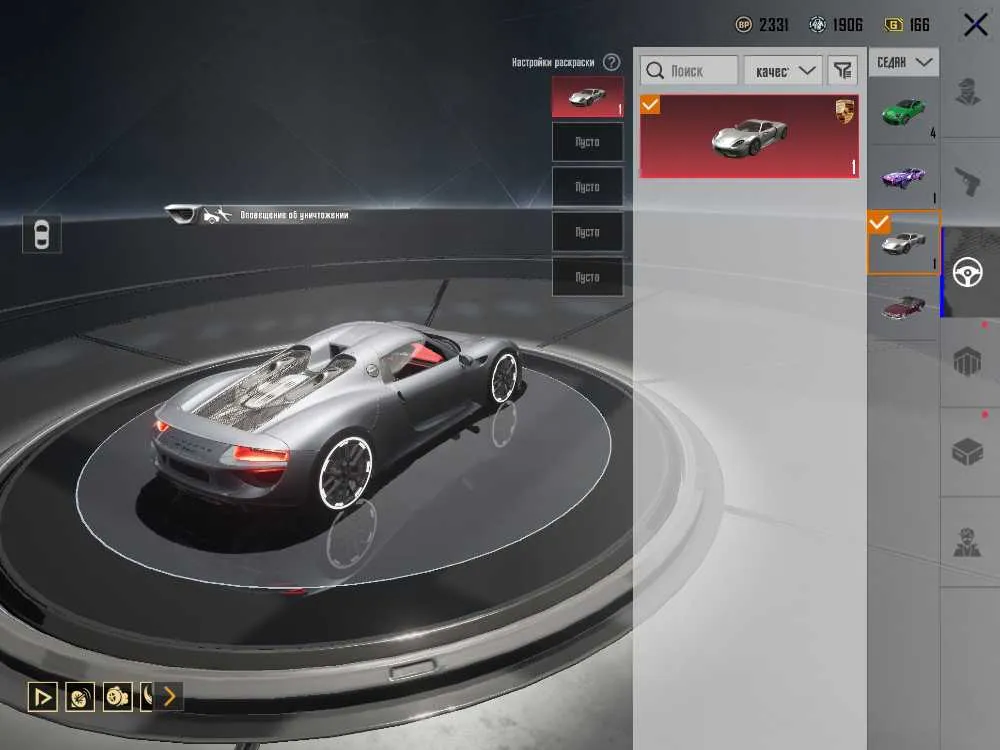 BP 2331 1906 G 166
Настройки раскраски ?
Поиск
качес
СЕДАН
1
Пусто
Пусто
Пусто
Пусто
1
4
1
1
Оповещение об уничтожении